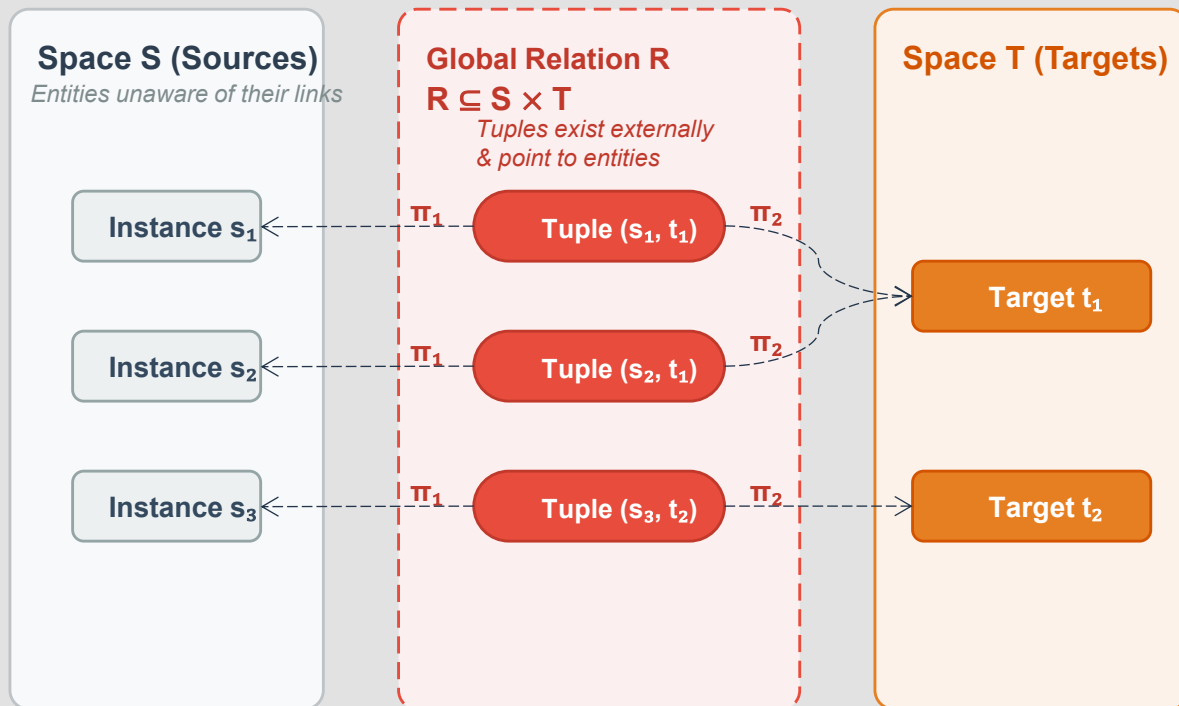 Space S (Sources)
Entities unaware of their links
Global Relation R
R ⊆ S × T
Tuples exist externally
& point to entities
Space T (Targets)
Instance s₁
π₁
Tuple (s₁, t₁)
π₂
Target t₁
Instance s₂
π₁
Tuple (s₂, t₁)
π₂
Instance s₃
π₁
Tuple (s₃, t₂)
π₂
Target t₂